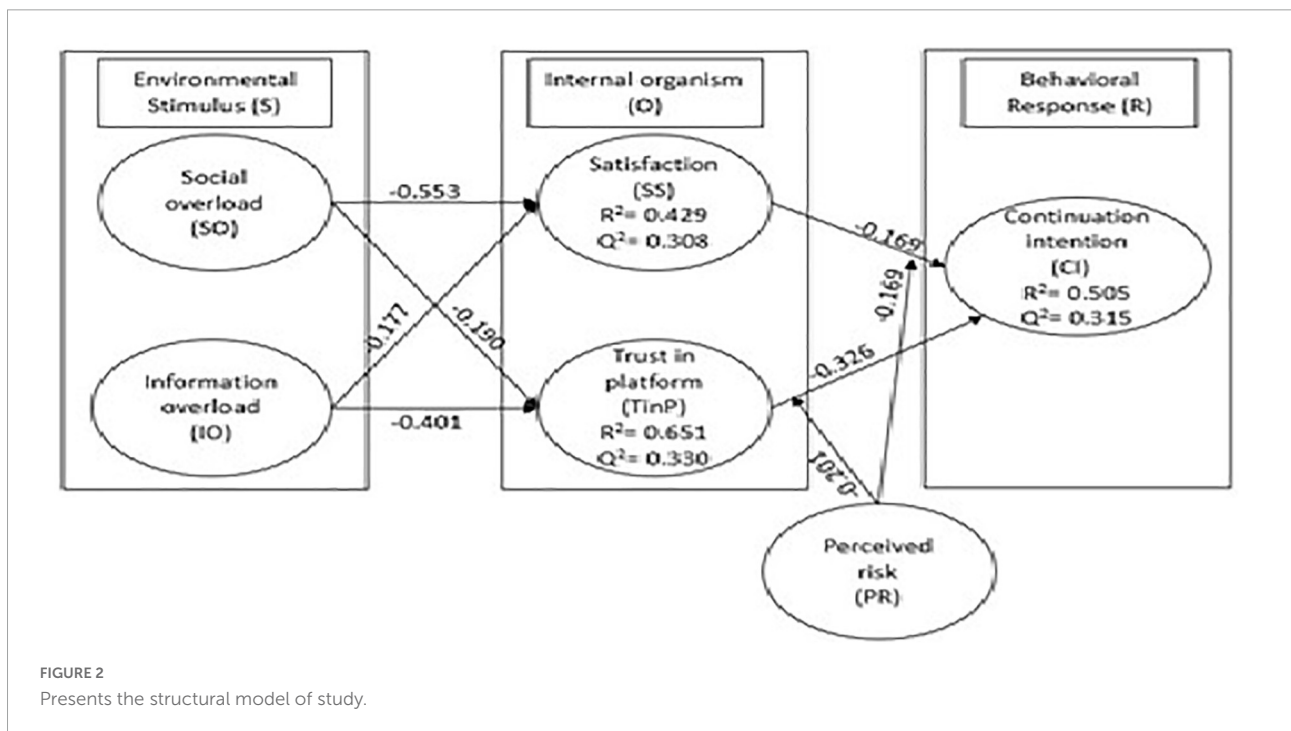 Environmental
Stimulus (S)
Internal organism
(O)
Behavioral
Response (R)
Social
overload
(SO)
-0.553
Satisfaction
(SS)
R²= 0.429
Q²= 0.308
-0.169
Continuation
intention
(CI)
R²= 0.505
Q²= 0.315
-0.177
-0.190
-0.169
Information
overload
(IO)
-0.401
Trust in
platform
(TinP)
R²= 0.651
Q²= 0.330
-0.326
-0.201
Perceived
risk
(PR)
FIGURE 2
Presents the structural model of study.